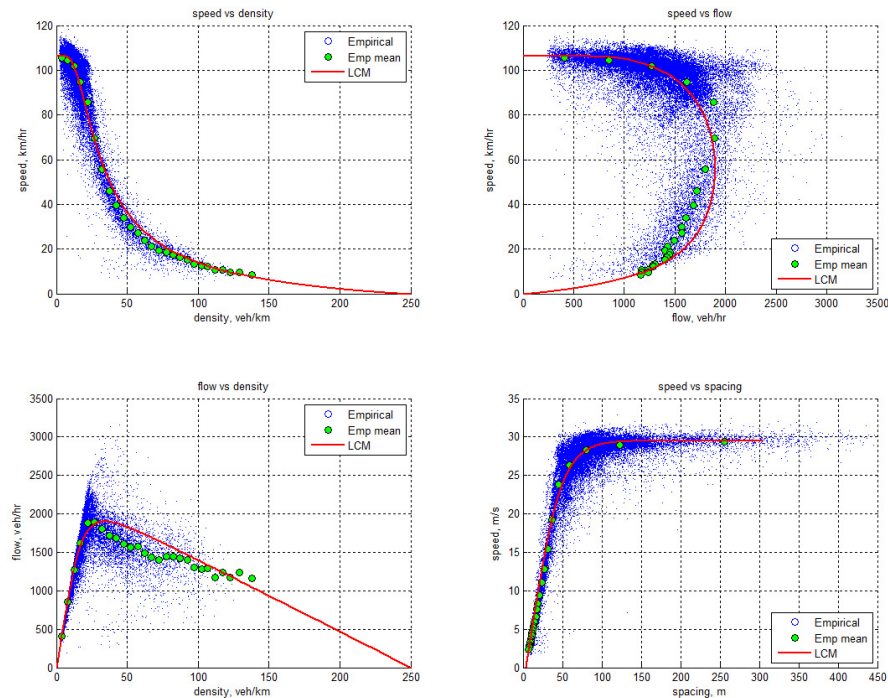 speed vs density
120
100
80
60
40
20
0
speed, km/hr
0 50 100 150 200 250
density, veh/km
Empirical
Emp mean
LCM
speed vs flow
120
100
80
60
40
20
0
speed, km/hr
0 500 1000 1500 2000 2500 3000 3500
flow, veh/hr
Empirical
Emp mean
LCM
flow vs density
3500
3000
2500
2000
1500
1000
500
0
flow, veh/hr
0 50 100 150 200 250
density, veh/km
Empirical
Emp mean
LCM
speed vs spacing
35
30
25
20
15
10
5
0
speed, m/s
0 50 100 150 200 250 300 350 400 450
spacing, m
Empirical
Emp mean
LCM